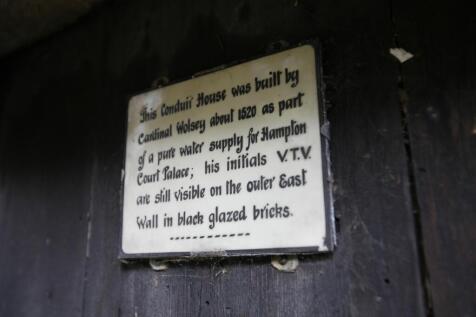 This Conduit House was built by
Cardinal Wolsey about 1520 as part
of a pure water supply for Hampton
Court Palace; his initials V.T.V.
are still visible on the outer East
Wall in black glazed bricks.